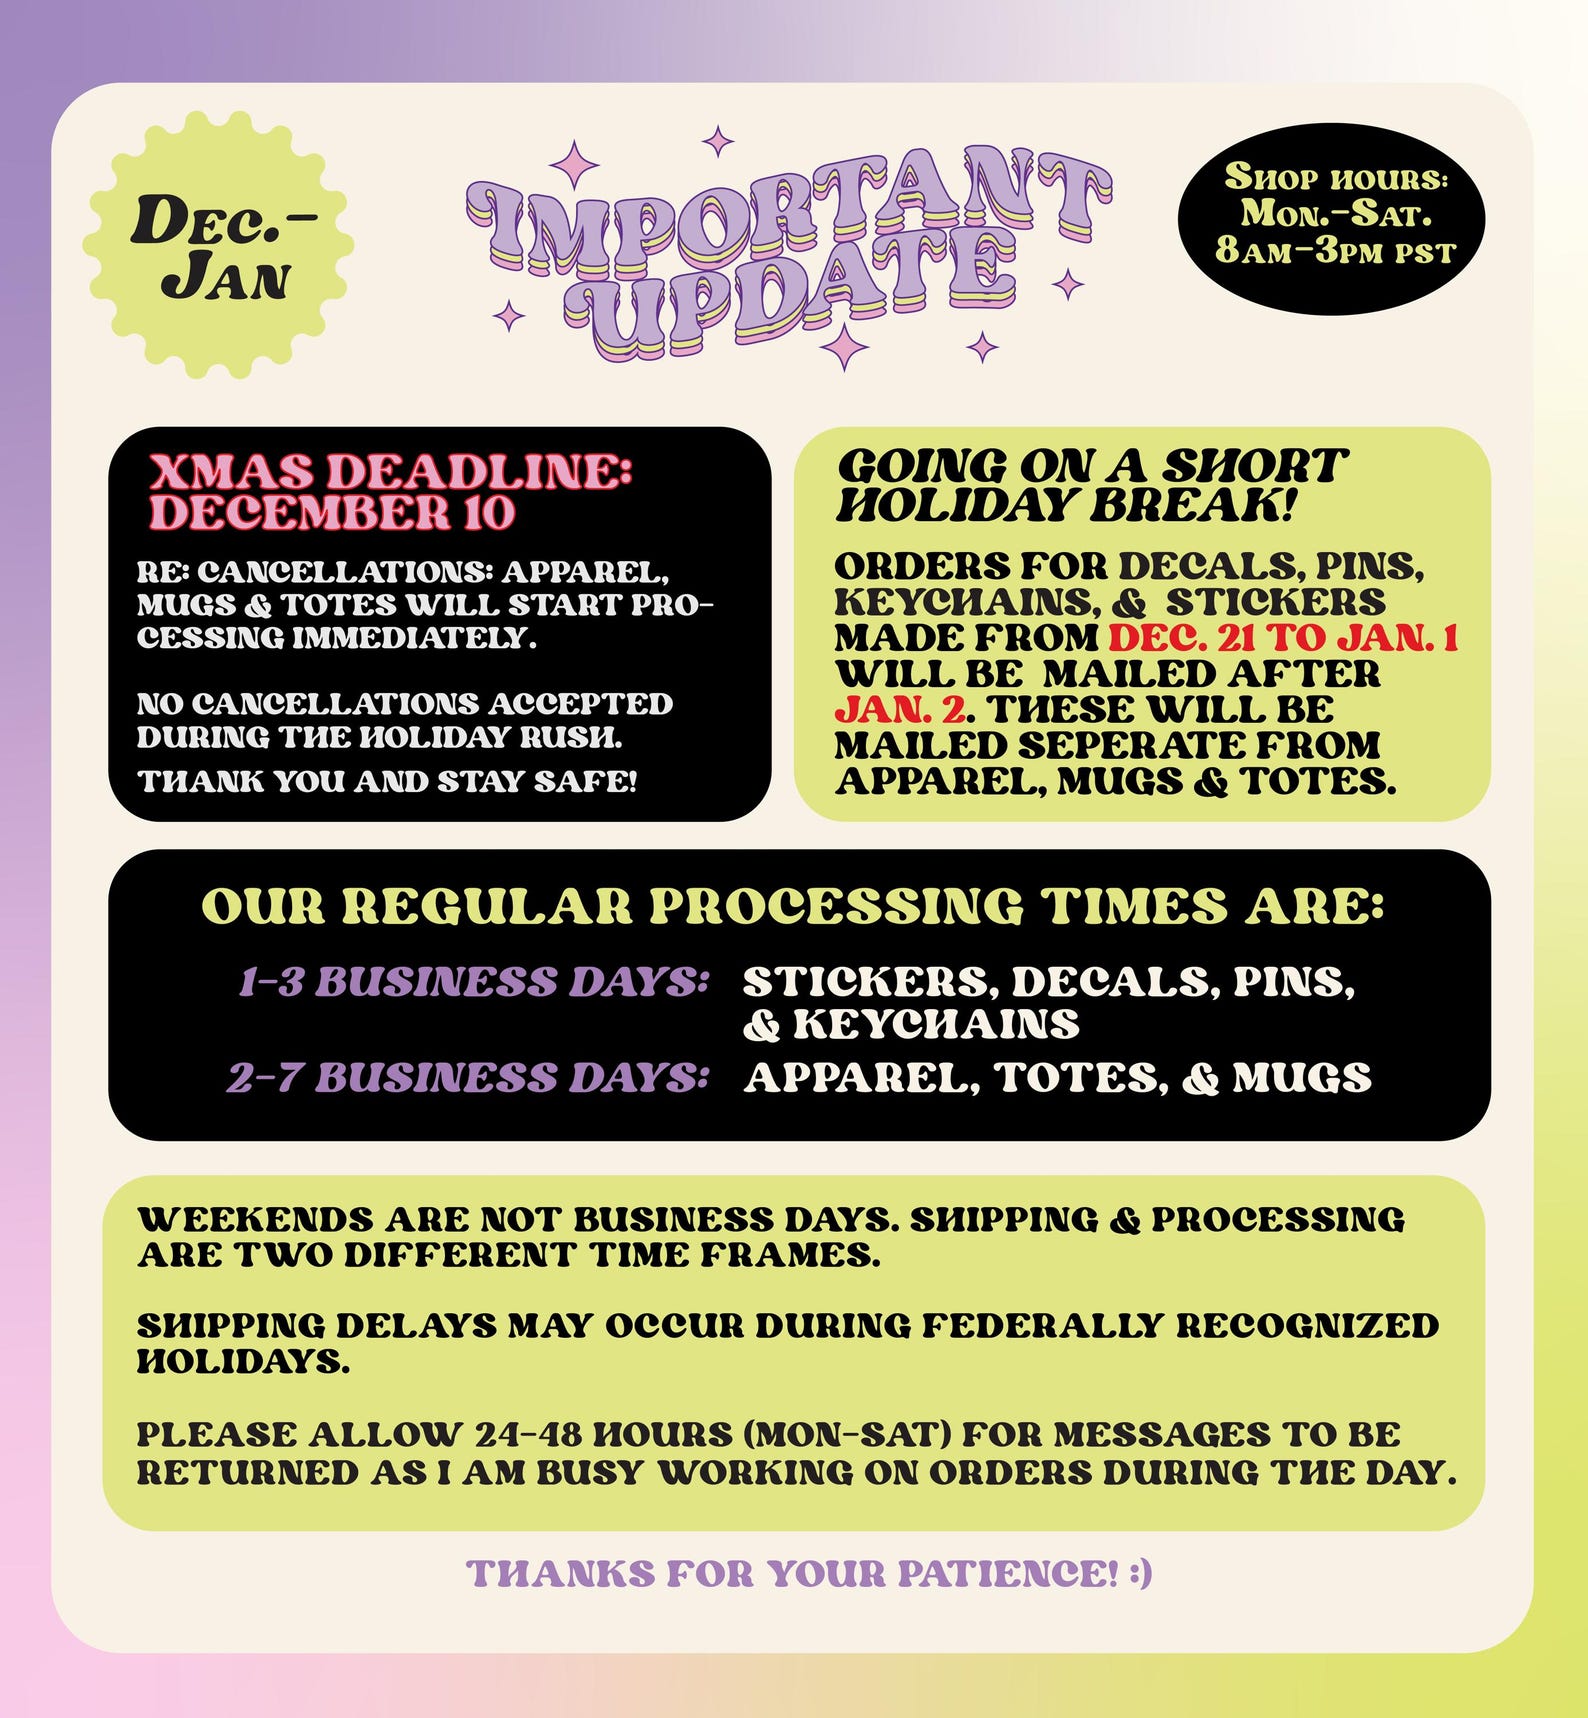 Dec.-
Jan
IMPORTANT
UPDATE
Shop hours:
Mon.-Sat.
8am-3pm pst
XMAS DEADLINE:
DECEMBER 10
RE: CANCELLATIONS: APPAREL,
MUGS & TOTES WILL START PRO-
CESSING IMMEDIATELY.
NO CANCELLATIONS ACCEPTED
DURING THE HOLIDAY RUSH.
THANK YOU AND STAY SAFE!
GOING ON A SHORT
HOLIDAY BREAK!
ORDERS FOR DECALS, PINS,
KEYCHAINS, & STICKERS
MADE FROM DEC. 21 TO JAN. 1
WILL BE MAILED AFTER
JAN. 2. THESE WILL BE
MAILED SEPERATE FROM
APPAREL, MUGS & TOTES.
OUR REGULAR PROCESSING TIMES ARE:
1-3 BUSINESS DAYS: STICKERS, DECALS, PINS,
& KEYCHAINS
2-7 BUSINESS DAYS: APPAREL, TOTES, & MUGS
WEEKENDS ARE NOT BUSINESS DAYS. SHIPPING & PROCESSING
ARE TWO DIFFERENT TIME FRAMES.
SHIPPING DELAYS MAY OCCUR DURING FEDERALLY RECOGNIZED
HOLIDAYS.
PLEASE ALLOW 24-48 HOURS (MON-SAT) FOR MESSAGES TO BE
RETURNED AS I AM BUSY WORKING ON ORDERS DURING THE DAY.
THANKS FOR YOUR PATIENCE! :)